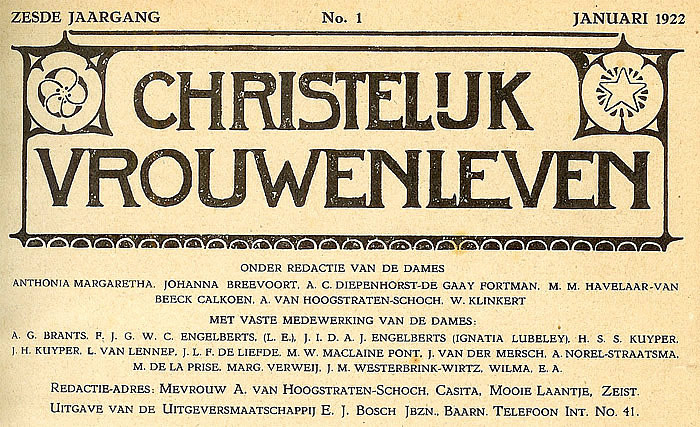 ZESDE JAARGANG No. 1 JANUARI 1922
CHRISTELIJK
VROUWENLEVEN
ONDER REDACTIE VAN DE DAMES
ANTHONIA MARGARETHA, JOHANNA BREEVOORT, A. C. DIEPENHORST-DE GAAY FORTMAN, M. M. HAVELAAR-VAN
BEECK CALKOEN, A. VAN HOOGSTRATEN-SCHOCH, W. KLINKERT
MET VASTE MEDEWERKING VAN DE DAMES:
A. G. BRANTS, F. J. G. W. C. ENGELBERTS, (L. E.), J. I. D. A. J. ENGELBERTS (IGNATIA LUBELEY), H. S. S. KUYPER,
J. H. KUYPER, L. VAN LENNEP, J. L. F. DE LIEFDE, M. W. MACLAINE PONT, J. VAN DER MERSCH, A. NOREL-STRAATSMA,
M. DE LA PRISE, MARG. VERWEIJ, J. M. WESTERBRINK-WIRTZ, WILMA, E. A.
REDACTIE-ADRES: MEVROUW A. VAN HOOGSTRATEN-SCHOCH, CASITA, MOOIE LAANTJE, ZEIST.
UITGAVE VAN DE UITGEVERSMAATSCHAPPIJ E. J. BOSCH JBZN., BAARN. TELEFOON INT. NO. 41.